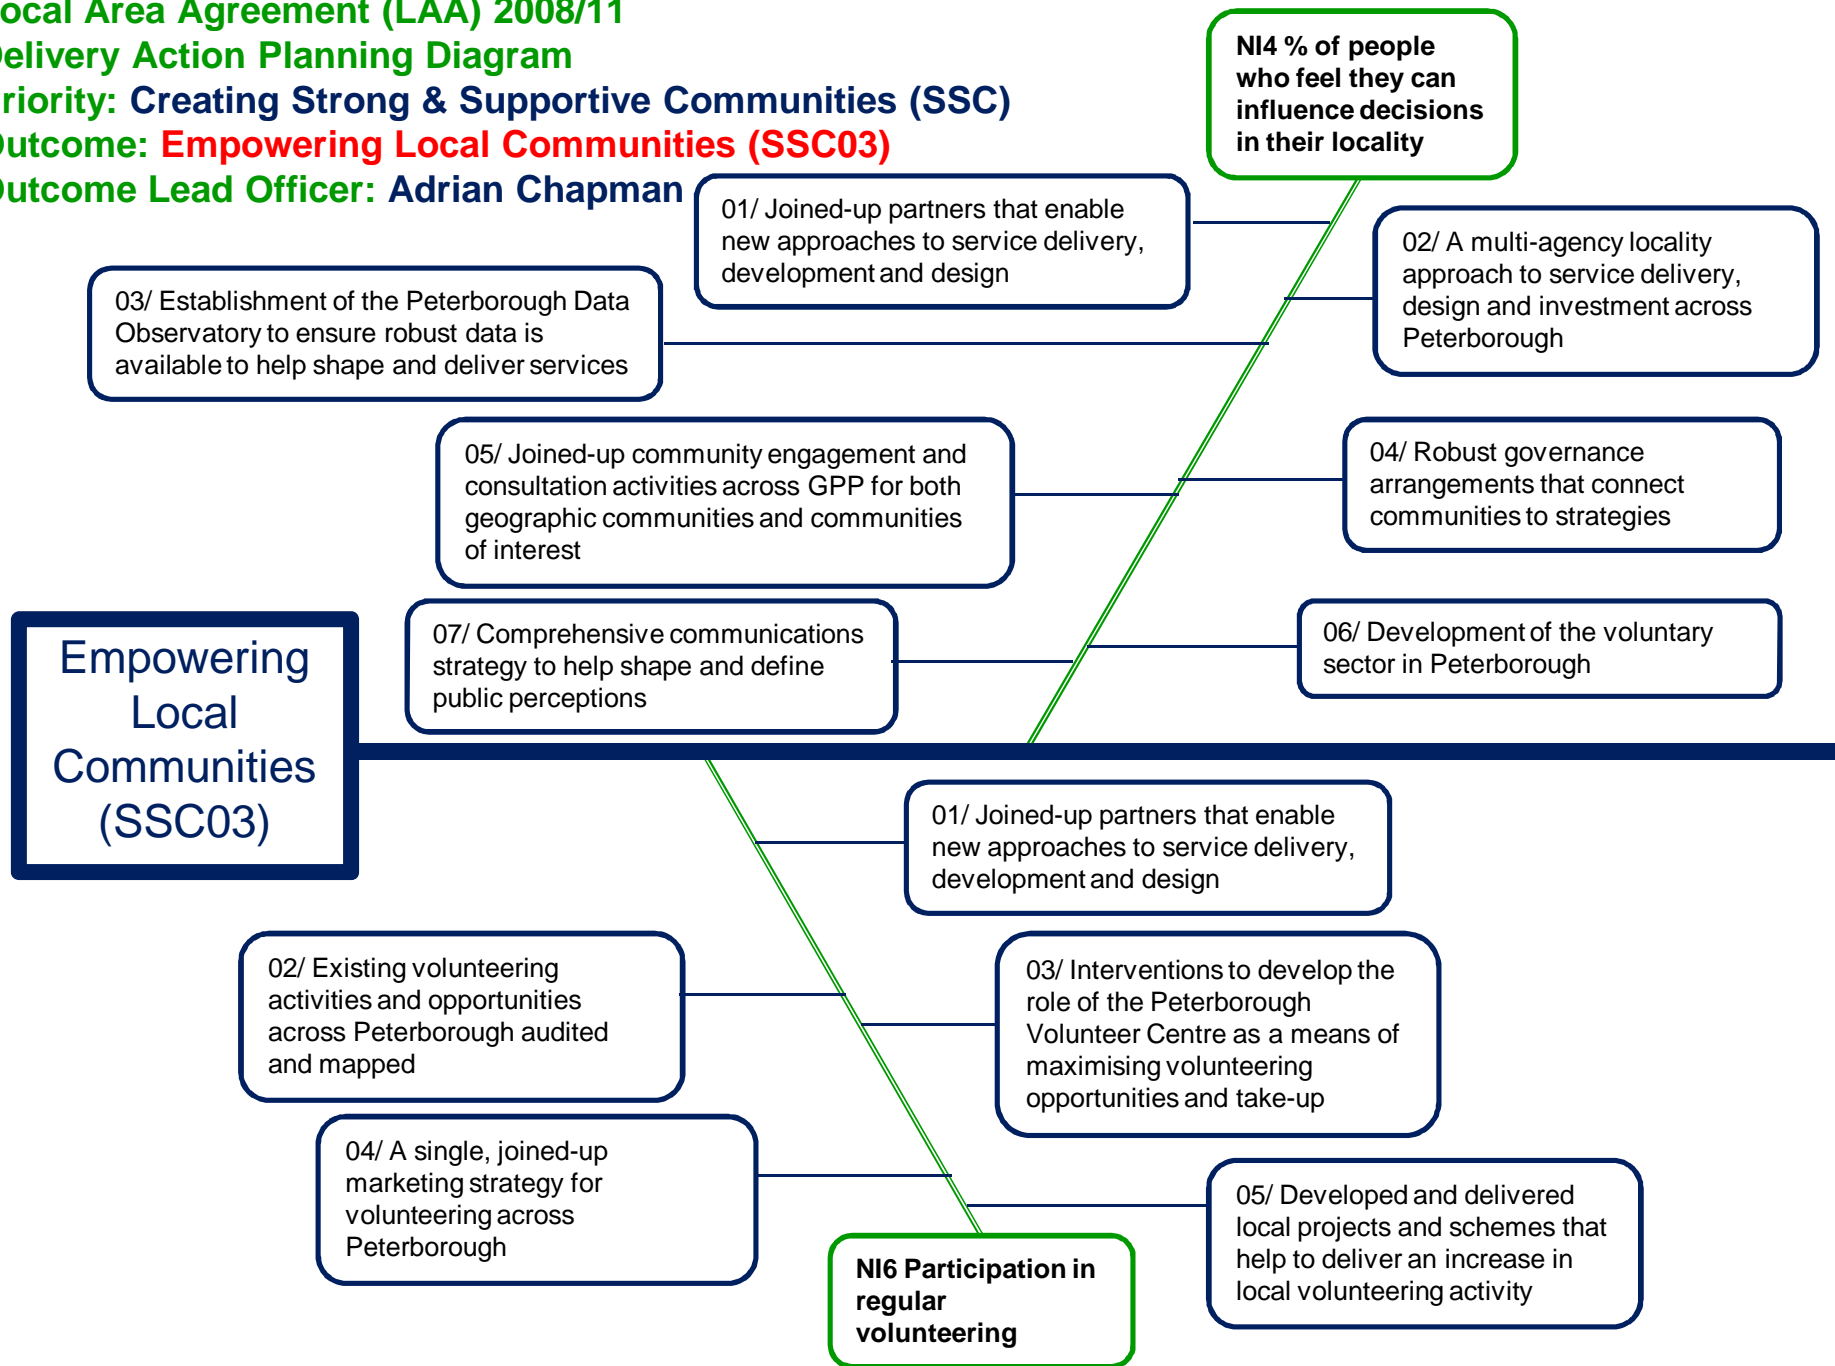 ocal Area Agreement (LAA) 2008/11
elivery Action Planning Diagram
riority: Creating Strong & Supportive Communities (SSC)
utcome: Empowering Local Communities (SSC03)
utcome Lead Officer: Adrian Chapman
NI4 % of people
who feel they can
influence decisions
in their locality
01/ Joined-up partners that enable
new approaches to service delivery,
development and design
02/ A multi-agency locality
approach to service delivery,
design and investment across
Peterborough
03/ Establishment of the Peterborough Data
Observatory to ensure robust data is
available to help shape and deliver services
05/ Joined-up community engagement and
consultation activities across GPP for both
geographic communities and communities
of interest
04/ Robust governance
arrangements that connect
communities to strategies
07/ Comprehensive communications
strategy to help shape and define
public perceptions
06/ Development of the voluntary
sector in Peterborough
Empowering
Local
Communities
(SSC03)
01/ Joined-up partners that enable
new approaches to service delivery,
development and design
02/ Existing volunteering
activities and opportunities
across Peterborough audited
and mapped
03/ Interventions to develop the
role of the Peterborough
Volunteer Centre as a means of
maximising volunteering
opportunities and take-up
04/ A single, joined-up
marketing strategy for
volunteering across
Peterborough
05/ Developed and delivered
local projects and schemes that
help to deliver an increase in
local volunteering activity
NI6 Participation in
regular
volunteering